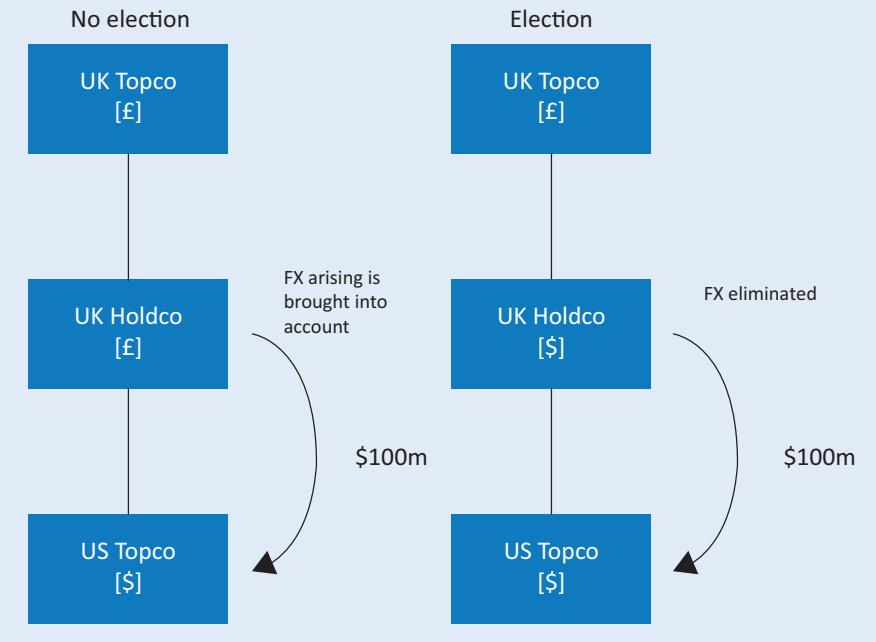 No election
UK Topco
[£]
UK Holdco
[£]
FX arising is
brought into
account
$100m
US Topco
[$]
Election
UK Topco
[£]
UK Holdco
[$]
FX eliminated
$100m
US Topco
[$]